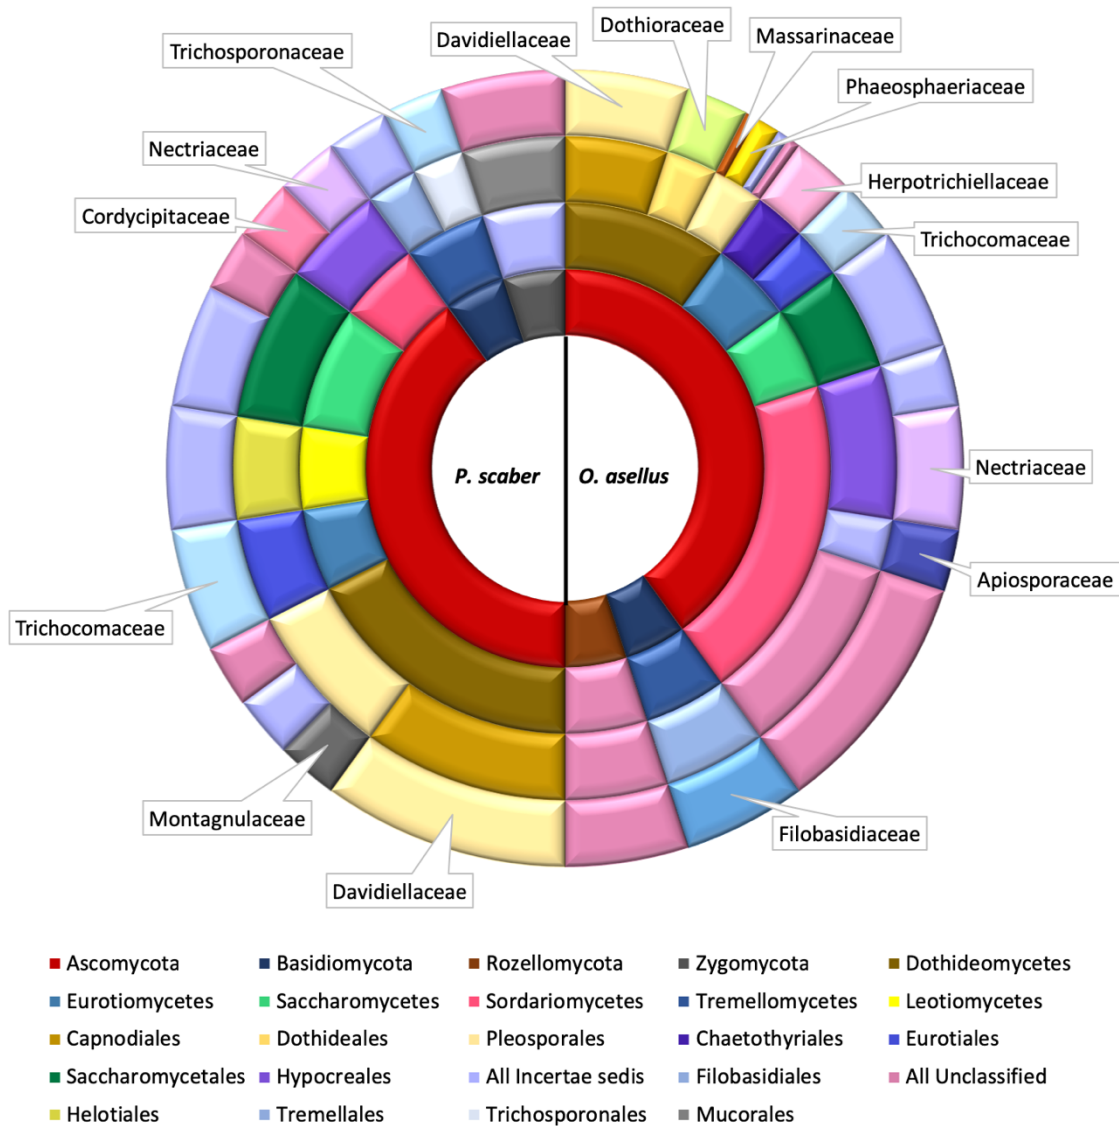 Dothioraceae
Davidiellaceae
Massarinaceae
Trichosporonaceae
Phaeosphaeriaceae
Nectriaceae
Herpotrichiellaceae
Cordycipitaceae
Trichocomaceae
P. scaber
O. asellus
Nectriaceae
Apiosporaceae
Trichocomaceae
Montagnulaceae
Filobasidiaceae
Davidiellaceae
Ascomycota Basidiomycota Rozellomycota Zygomycota Dothideomycetes
Eurotiomycetes Saccharomycetes Sordariomycetes Tremellomycetes Leotiomycetes
Capnodiales Dothideales Pleosporales Chaetothyriales Eurotiales
Saccharomycetales Hypocreales All Incertae sedis Filobasidiales All Unclassified
Helotiales Tremellales Trichosporonales Mucorales